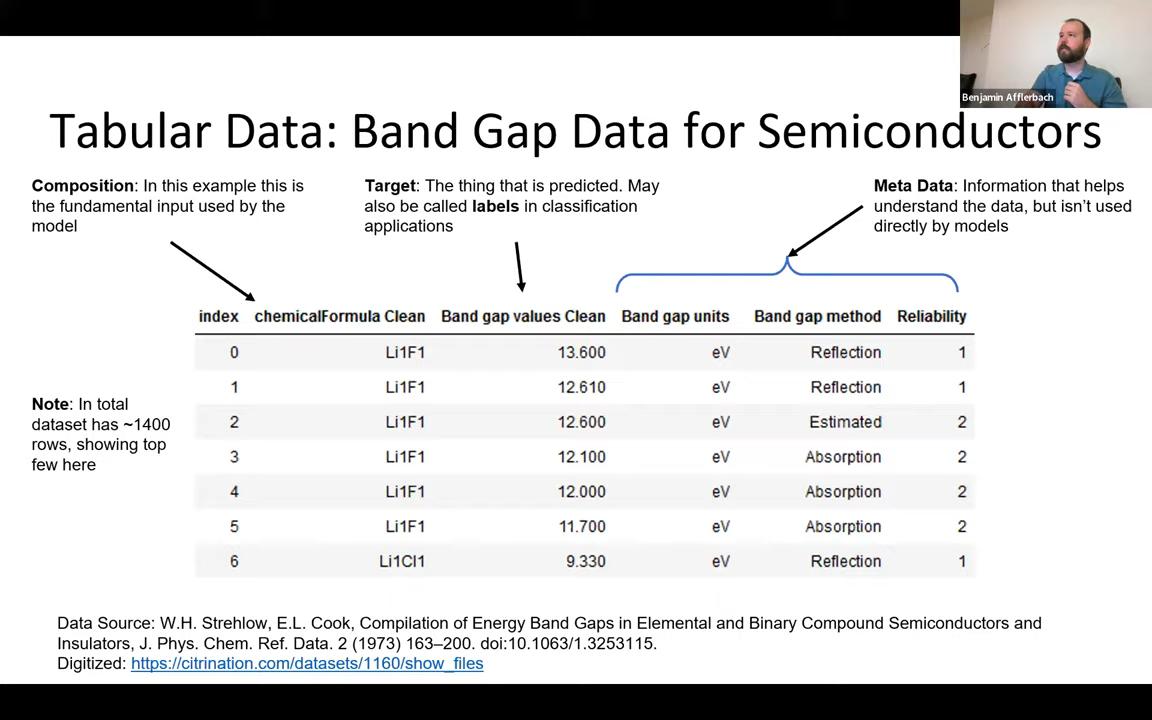 Benjamin Afflerbach
Tabular Data: Band Gap Data for Semiconductors
Composition: In this example this is
the fundamental input used by the
model
Target: The thing that is predicted. May
also be called labels in classification
applications
Meta Data: Information that helps
understand the data, but isn't used
directly by models
index chemicalFormula Clean Band gap values Clean Band gap units Band gap method Reliability
0 Li1F1 13.600 eV Reflection 1
1 Li1F1 12.610 eV Reflection 1
2 Li1F1 12.600 eV Estimated 2
3 Li1F1 12.100 eV Absorption 2
4 Li1F1 12.000 eV Absorption 2
5 Li1F1 11.700 eV Absorption 2
6 Li1Cl1 9.330 eV Reflection 1
Note: In total
dataset has ~1400
rows, showing top
few here
Data Source: W.H. Strehlow, E.L. Cook, Compilation of Energy Band Gaps in Elemental and Binary Compound Semiconductors and
Insulators, J. Phys. Chem. Ref. Data. 2 (1973) 163–200. doi:10.1063/1.3253115.
Digitized: https://citrination.com/datasets/1160/show_files